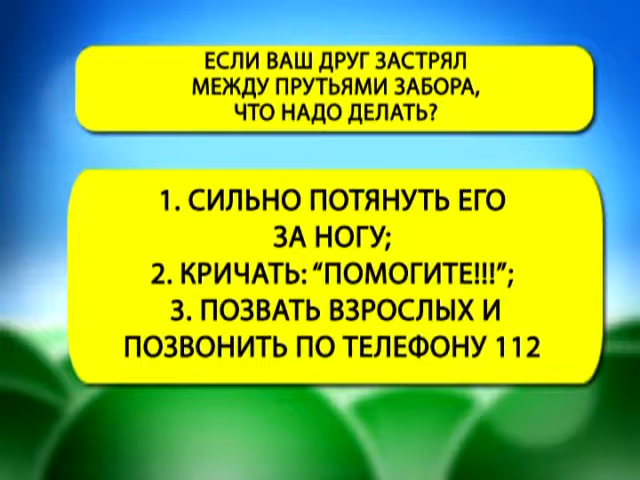 ЕСЛИ ВАШ ДРУГ ЗАСТРЯЛ
МЕЖДУ ПРУТЬЯМИ ЗАБОРА,
ЧТО НАДО ДЕЛАТЬ?
1. СИЛЬНО ПОТЯНУТЬ ЕГО
ЗА НОГУ;
2. КРИЧАТЬ: “ПОМОГИТЕ!!!”;
3. ПОЗВАТЬ ВЗРОСЛЫХ И
ПОЗВОНИТЬ ПО ТЕЛЕФОНУ 112